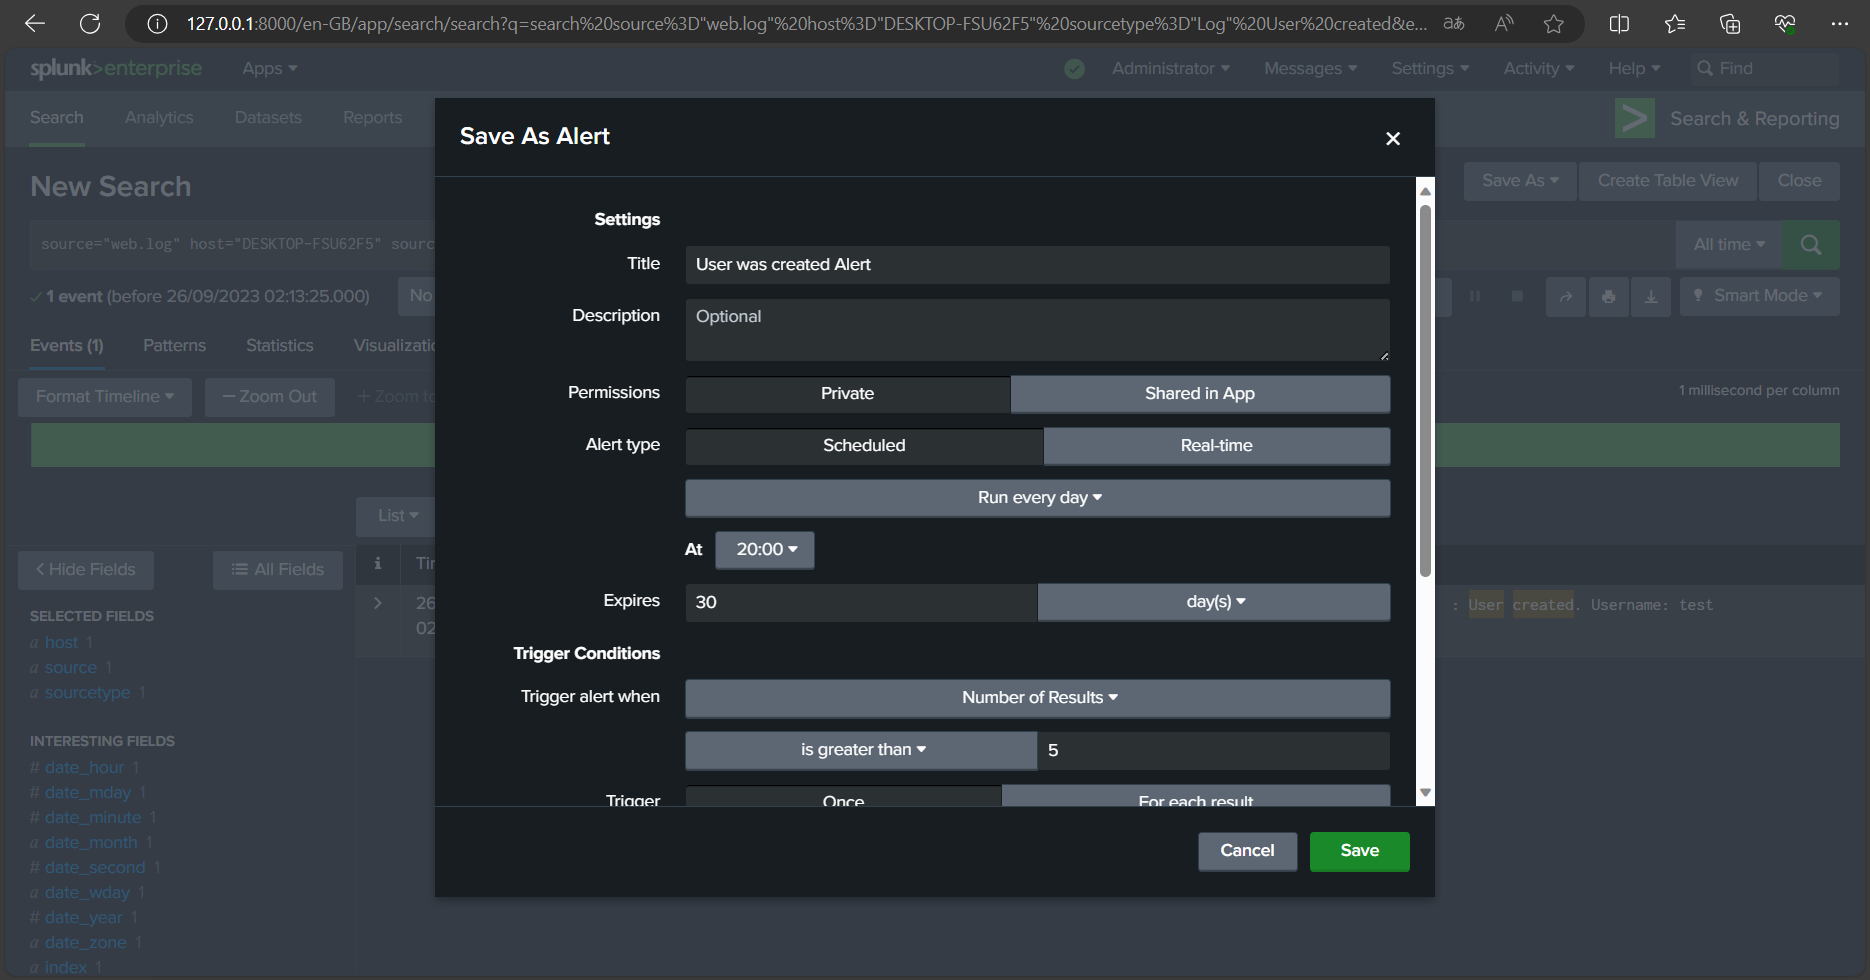 127.0.0.1:8000/en-GB/app/search/search?q=search%20source%3D"web.log"%20host%3D"DESKTOP-FSU62F5"%20sourcetype%3D"Log"%20User%20created&e...
splunk>enterprise Apps Administrator Messages Settings Activity Help Find
Search Analytics Datasets Reports Search & Reporting
Save As Alert
New Search Save As Create Table View Close
Settings
source="web.log" host="DESKTOP-FSU62F5" sourc All time
Title User was created Alert
1 event (before 26/09/2023 02:13:25.000) No Smart Mode
Description Optional
Events (1) Patterns Statistics Visualizatio
Permissions Private Shared in App
Format Timeline — Zoom Out + Zoom to 1 millisecond per column
Alert type Scheduled Real-time
Run every day
List
At 20:00
Hide Fields All Fields i Tir
Expires 30 day(s)
> 26 : User created. Username: test
02
SELECTED FIELDS
a host 1
Trigger Conditions
a source 1
a sourcetype 1
Trigger alert when Number of Results
INTERESTING FIELDS
is greater than 5
# date_hour 1
# date_mday 1
Trigger Once For each result
# date_minute 1
a date_month 1
Cancel Save
# date_second 1
a date_wday 1
# date_year 1
a date_zone 1
a index 1